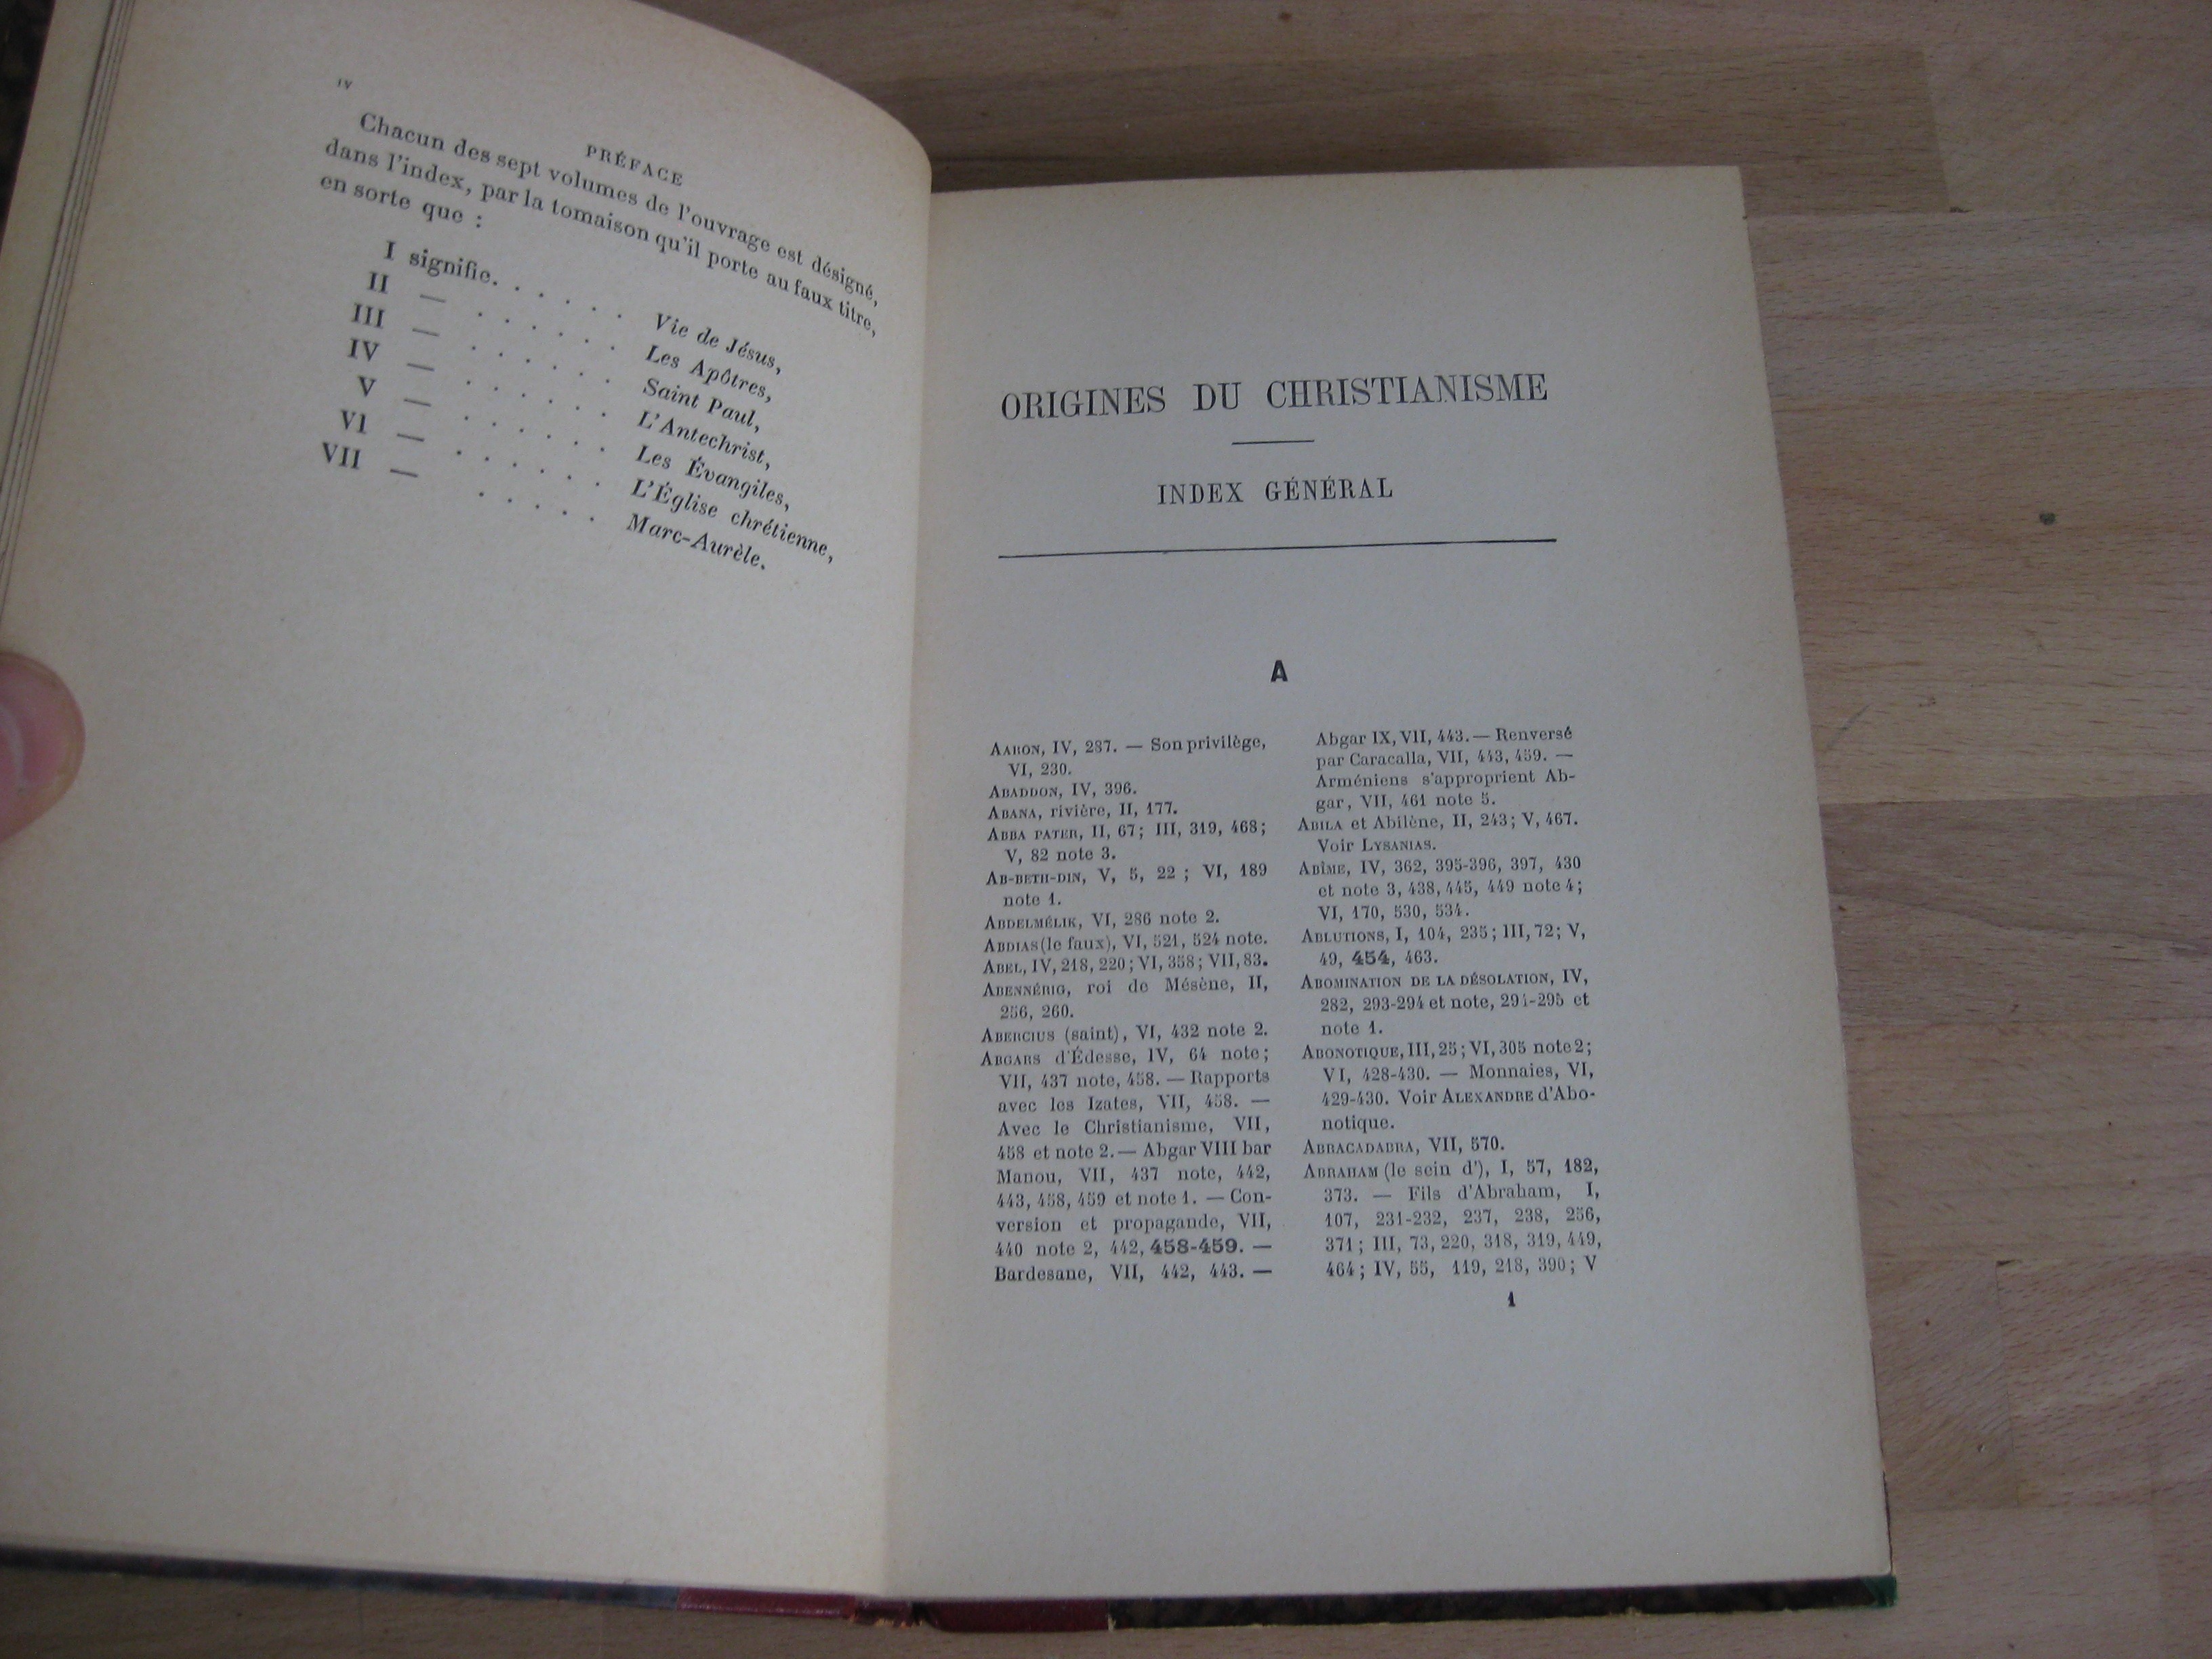 IV
PRÉFACE
Chacun des sept volumes de l'ouvrage est désigné,
dans l'index, par la tomaison qu'il porte au faux titre,
en sorte que :
I signifie. . . . . . Vie de Jésus,
II — . . . . . . Les Apôtres,
III — . . . . . . Saint Paul,
IV — . . . . . . L'Antechrist,
V — . . . . . . Les Évangiles,
VI — . . . . . . L'Église chrétienne,
VII — . . . . . Marc-Aurèle.
ORIGINES DU CHRISTIANISME
INDEX GÉNÉRAL
A
AARON, IV, 287. — Son privilège,
VI, 230.
ABADDON, IV, 396.
ABANA, rivière, II, 177.
ABBA PATER, II, 67; III, 319, 468;
V, 82 note 3.
AB-BETH-DIN, V, 5, 22 ; VI, 189
note 1.
ABDELMÉLIK, VI, 286 note 2.
ABDIAS (le faux), VI, 521, 524 note.
ABEL, IV, 218, 220; VI, 358; VII, 83.
ABENNÉRIG, roi de Mésène, II,
256, 260.
ABERCIUS (saint), VI, 432 note 2.
ABGARS d'Édesse, IV, 64 note;
VII, 437 note, 458. — Rapports
avec les Izates, VII, 458. —
Avec le Christianisme, VII,
458 et note 2. — Abgar VIII bar
Manou, VII, 437 note, 442,
443, 458, 459 et note 1. — Con-
version et propagande, VII,
440 note 2, 442, 458-459. —
Bardesane, VII, 442, 443. —
Abgar IX, VII, 443. — Renversé
par Caracalla, VII, 443, 459. —
Arméniens s'approprient Ab-
gar, VII, 461 note 5.
ABILA et Abilène, II, 243; V, 467.
Voir LYSANIAS.
ABÎME, IV, 362, 395-396, 397, 430
et note 3, 438, 445, 449 note 4;
VI, 170, 530, 534.
ABLUTIONS, I, 104, 235; III, 72; V,
49, 454, 463.
ABOMINATION DE LA DÉSOLATION, IV,
282, 293-294 et note, 294-295 et
note 1.
ABONOTIQUE, III, 25; VI, 305 note 2;
VI, 428-430. — Monnaies, VI,
429-430. Voir ALEXANDRE d'Abo-
notique.
ABRACADABRA, VII, 570.
ABRAHAM (le sein d'), I, 57, 182,
373. — Fils d'Abraham, I,
107, 231-232, 237, 238, 256,
371; III, 73, 220, 318, 319, 449,
464; IV, 55, 119, 218, 390; V
1